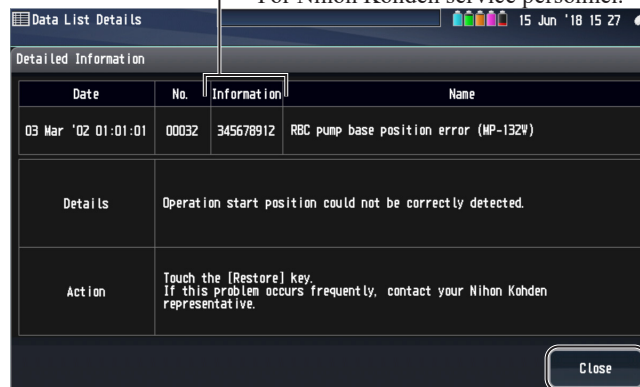 For Nihon Kohden service personnel.
Data List Details
15 Jun '18 15 27
Detailed Information
Date No. Information Name
03 Mar '02 01:01:01 00032 345678912 RBC pump base position error (MP-132W)
Details Operation start position could not be correctly detected.
Action Touch the [Restore] key.
If this problem occurs frequently, contact your Nihon Kohden
representative.
Close